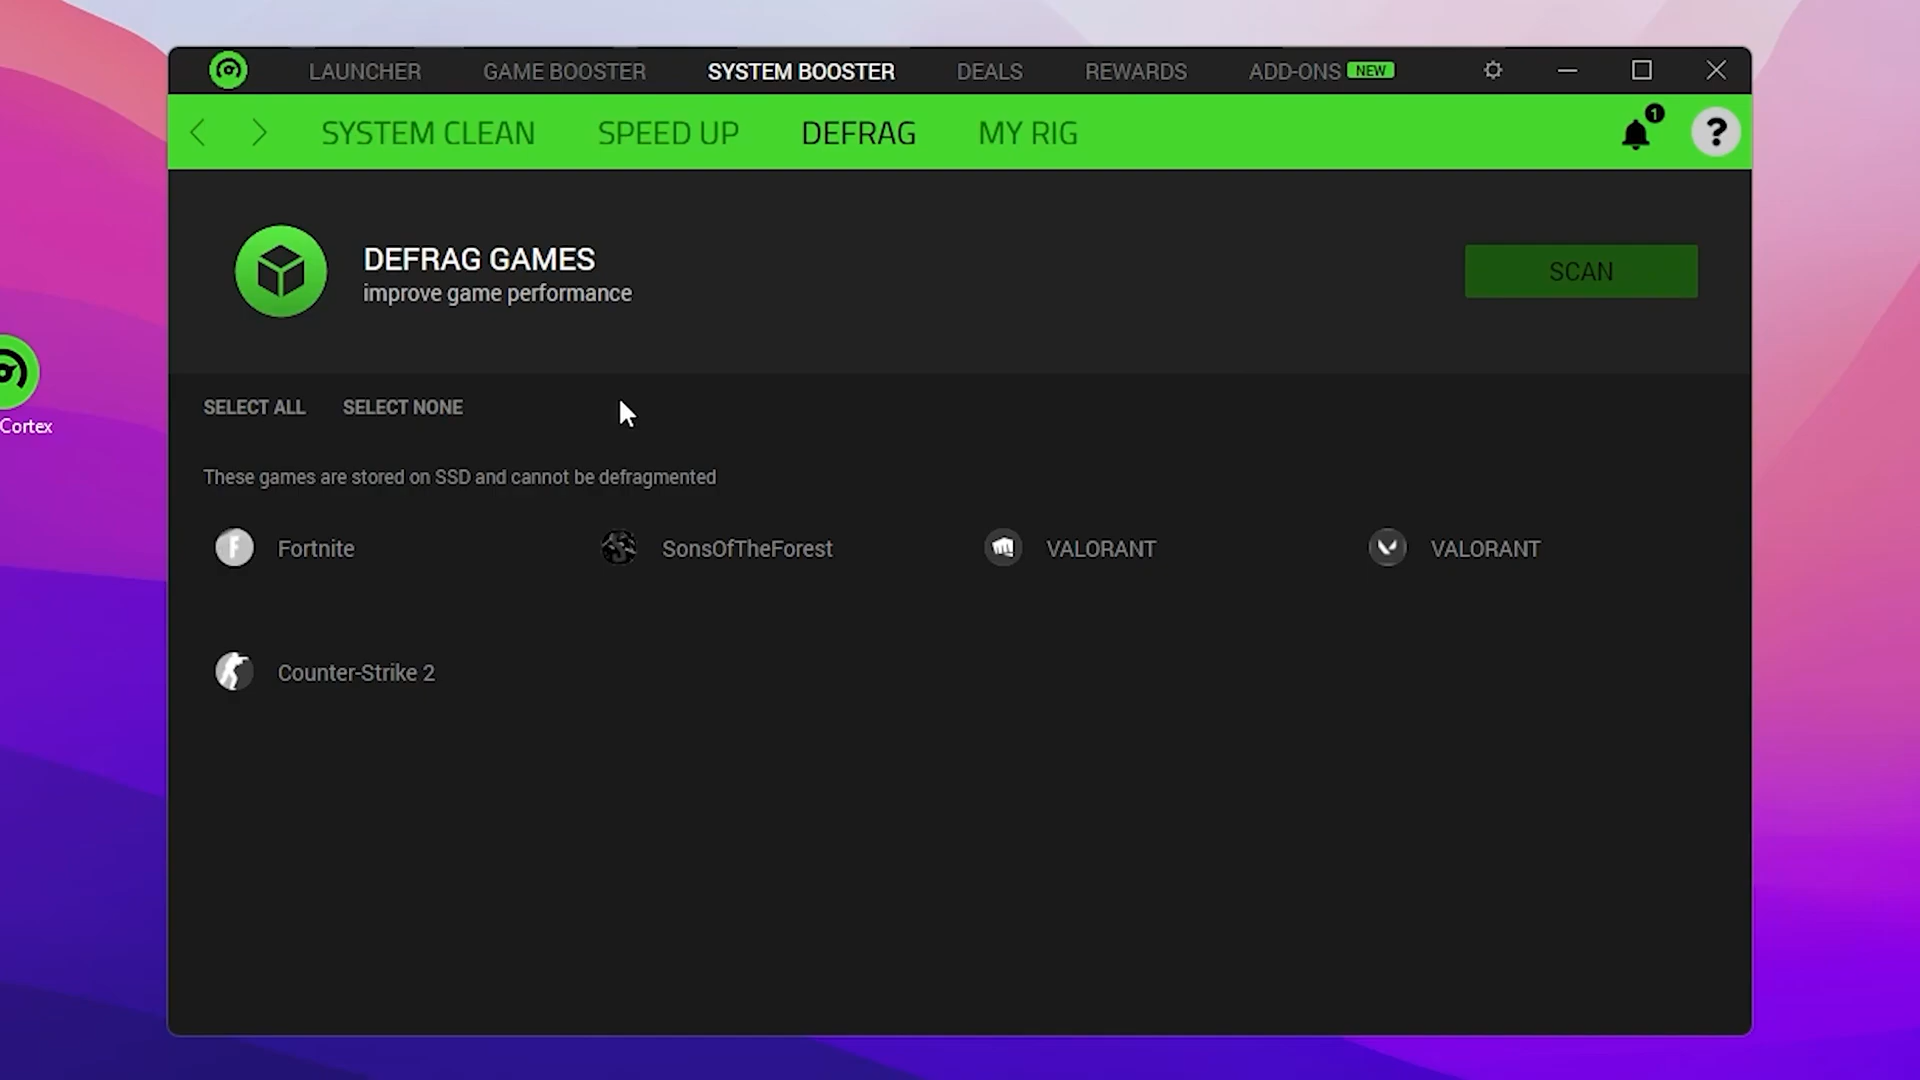 LAUNCHER GAME BOOSTER SYSTEM BOOSTER DEALS REWARDS ADD-ONS NEW
SYSTEM CLEAN SPEED UP DEFRAG MY RIG 1 ?
DEFRAG GAMES
improve game performance
SCAN
SELECT ALL SELECT NONE
Cortex
These games are stored on SSD and cannot be defragmented
Fortnite SonsOfTheForest VALORANT VALORANT
Counter-Strike 2